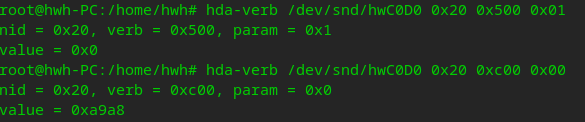 root@hwh-PC:/home/hwh# hda-verb /dev/snd/hwC0D0 0x20 0x500 0x01
nid = 0x20, verb = 0x500, param = 0x1
value = 0x0
root@hwh-PC:/home/hwh# hda-verb /dev/snd/hwC0D0 0x20 0xc00 0x00
nid = 0x20, verb = 0xc00, param = 0x0
value = 0xa9a8